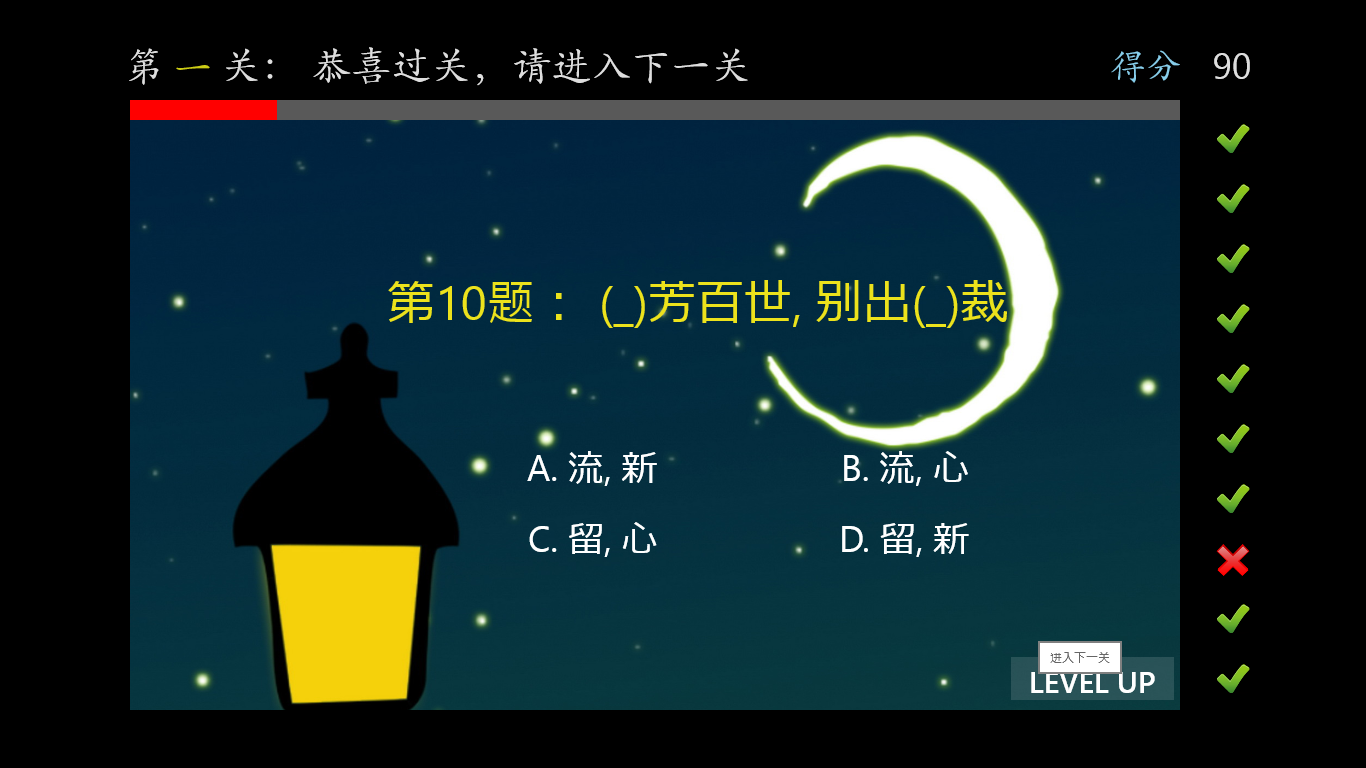 第 一 关： 恭喜过关，请进入下一关
得分 90
第10题： (_)芳百世, 别出(_)裁
A. 流, 新
B. 流, 心
C. 留, 心
D. 留, 新
进入下一关
LEVEL UP